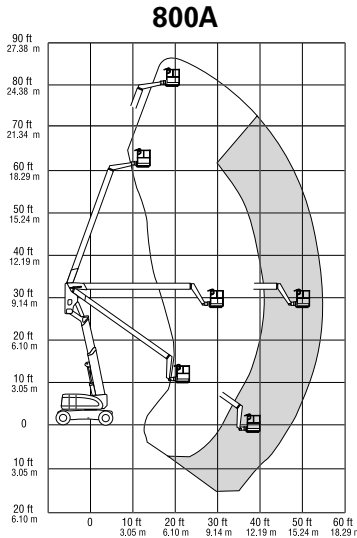 800A
90 ft
27.38 m
80 ft
24.38 m
70 ft
21.34 m
60 ft
18.29 m
50 ft
15.24 m
40 ft
12.19 m
30 ft
9.14 m
20 ft
6.10 m
10 ft
3.05 m
0
10 ft
3.05 m
20 ft
6.10 m
0 10 ft 20 ft 30 ft 40 ft 50 ft 60 ft
3.05 m 6.10 m 9.14 m 12.19 m 15.24 m 18.29 m